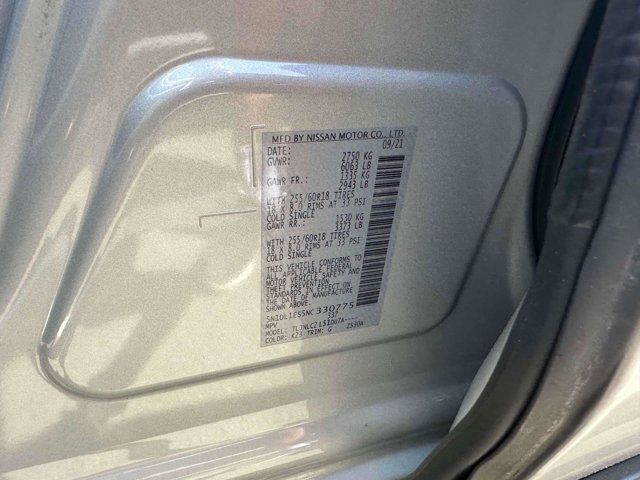 MFD BY NISSAN MOTOR CO., LTD.
DATE: 09/21
GVWR: 2750 KG
6063 LB
GAWR FR.: 1335 KG
2943 LB
WITH 255/60R18 TIRES
18 X 8.0 RIMS AT 33 PSI
COLD SINGLE
GAWR RR.: 1530 KG
3373 LB
WITH 255/60R18 TIRES
18 X 8.0 RIMS AT 33 PSI
COLD SINGLE
THIS VEHICLE CONFORMS TO
ALL APPLICABLE FEDERAL
MOTOR VEHICLE SAFETY AND
THEFT PREVENTION
STANDARDS IN EFFECT ON
THE DATE OF MANUFACTURE
SHOWN ABOVE.
330775
MPV 337
MODEL:
COLOR: K23 TRIM: G